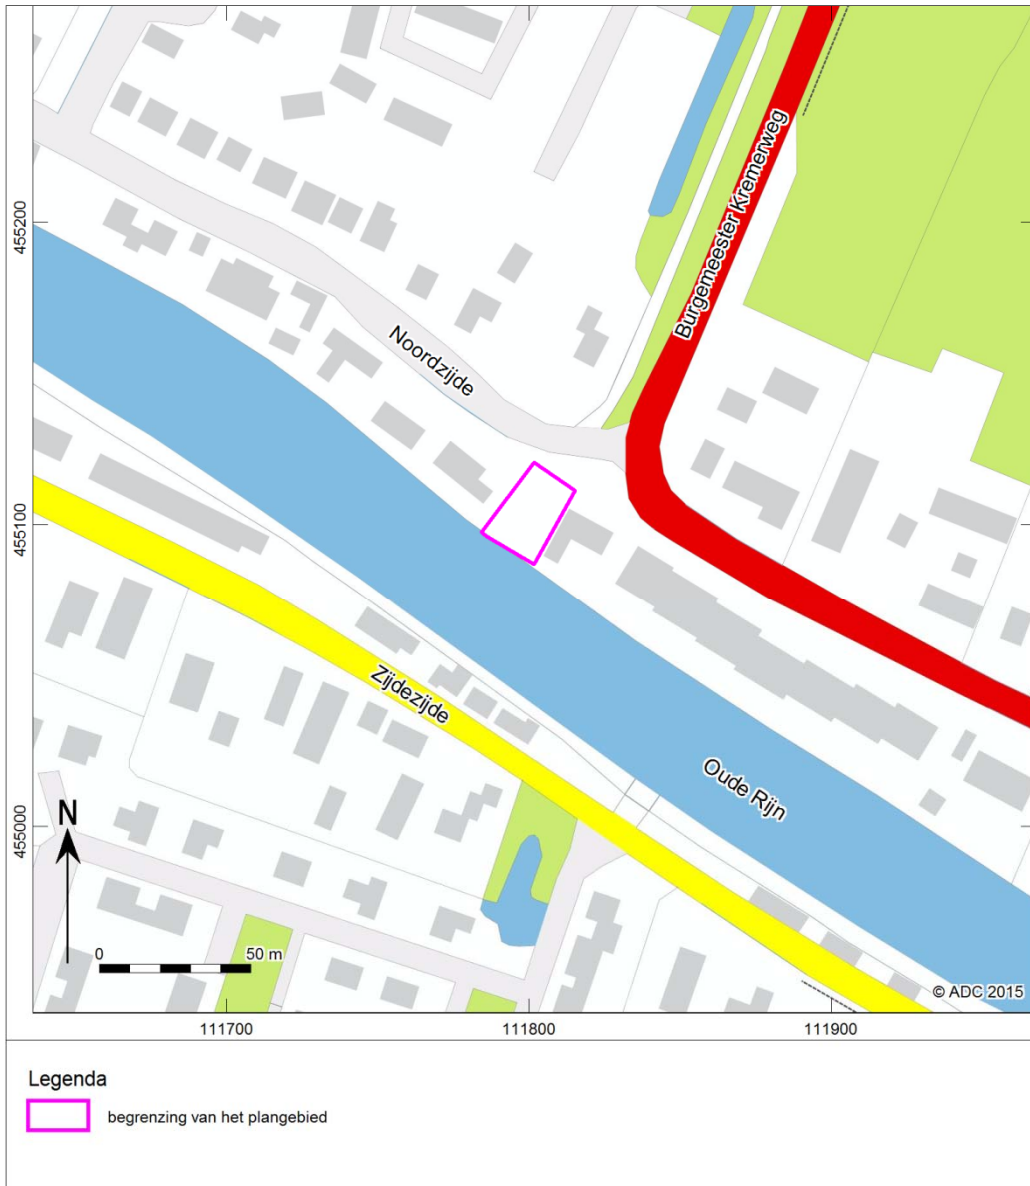 Burgemeester Kremerweg
455200
Noordzijde
455100
Zijdezijde
Oude Rijn
455000
N
0 50 m
© ADC 2015
111700 111800 111900
Legenda
begrenzing van het plangebied